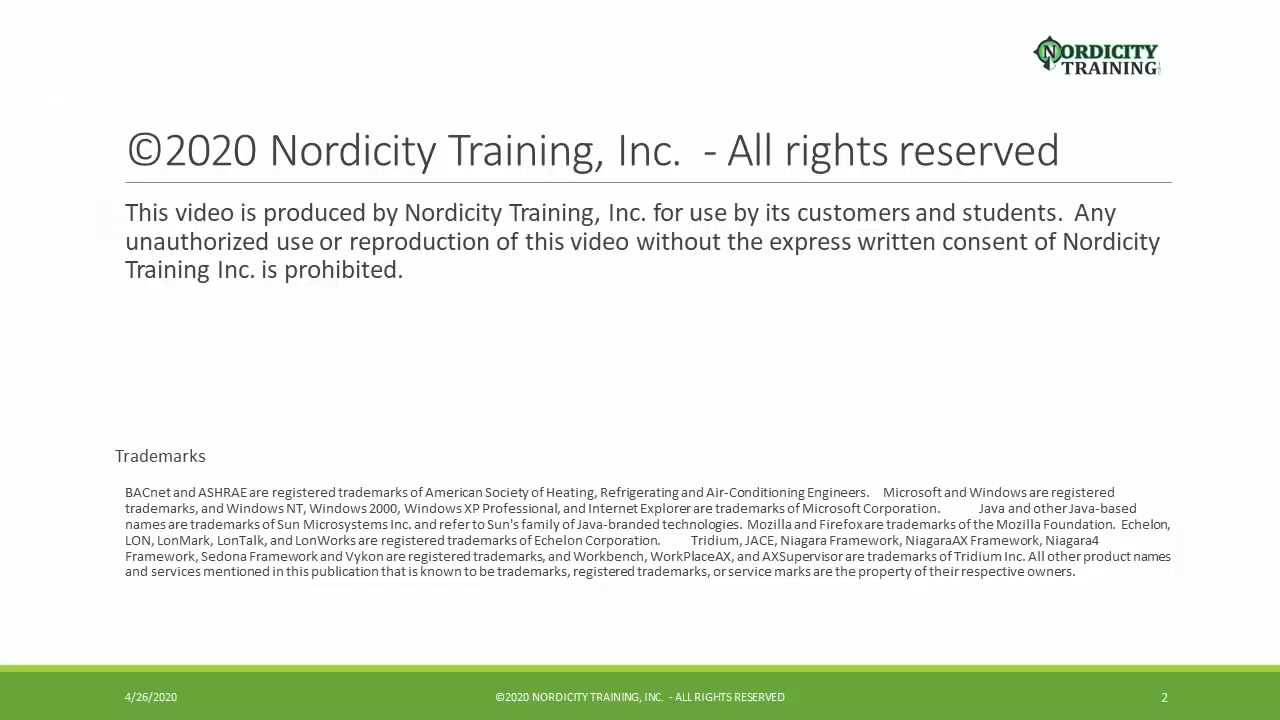 NORDICITY
TRAINING
©2020 Nordicity Training, Inc. - All rights reserved
This video is produced by Nordicity Training, Inc. for use by its customers and students. Any
unauthorized use or reproduction of this video without the express written consent of Nordicity
Training Inc. is prohibited.
Trademarks
BACnet and ASHRAE are registered trademarks of American Society of Heating, Refrigerating and Air-Conditioning Engineers. Microsoft and Windows are registered
trademarks, and Windows NT, Windows 2000, Windows XP Professional, and Internet Explorer are trademarks of Microsoft Corporation. Java and other Java-based
names are trademarks of Sun Microsystems Inc. and refer to Sun's family of Java-branded technologies. Mozilla and Firefox are trademarks of the Mozilla Foundation. Echelon,
LON, LonMark, LonTalk, and LonWorks are registered trademarks of Echelon Corporation. Tridium, JACE, Niagara Framework, NiagaraAX Framework, Niagara4
Framework, Sedona Framework and Vykon are registered trademarks, and Workbench, WorkPlaceAX, and AXSupervisor are trademarks of Tridium Inc. All other product names
and services mentioned in this publication that is known to be trademarks, registered trademarks, or service marks are the property of their respective owners.
4/26/2020
©2020 NORDICITY TRAINING, INC. - ALL RIGHTS RESERVED
2